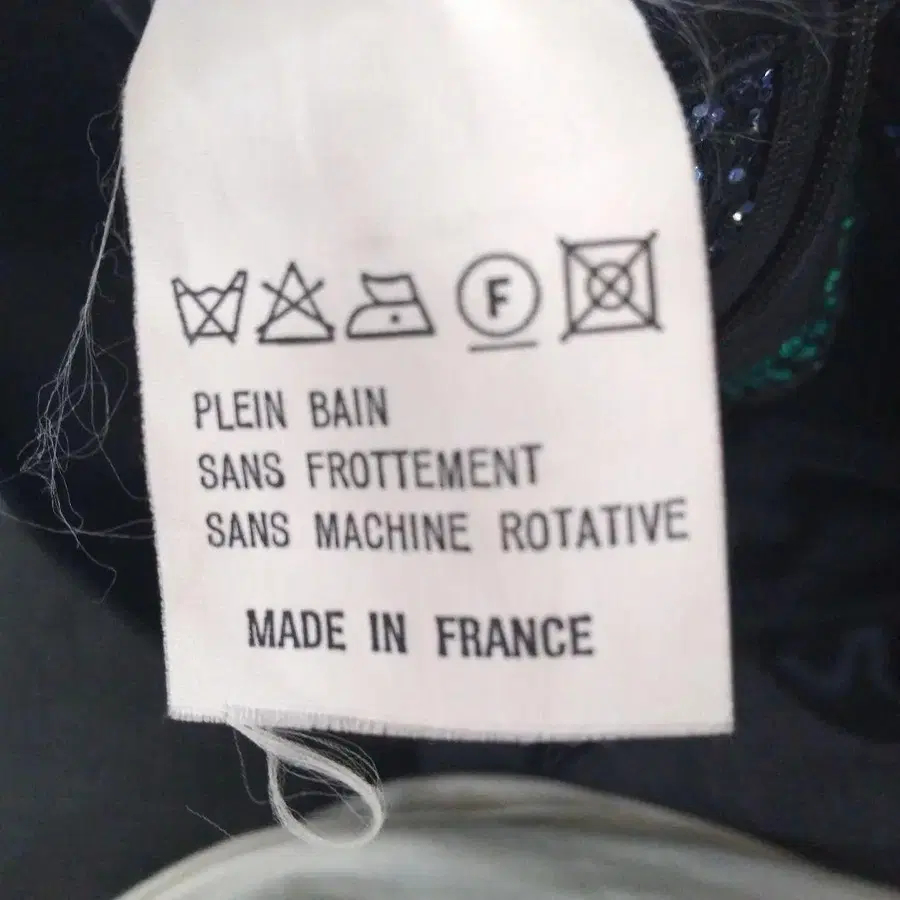 F
PLEIN BAIN
SANS FROTTEMENT
SANS MACHINE ROTATIVE
MADE IN FRANCE